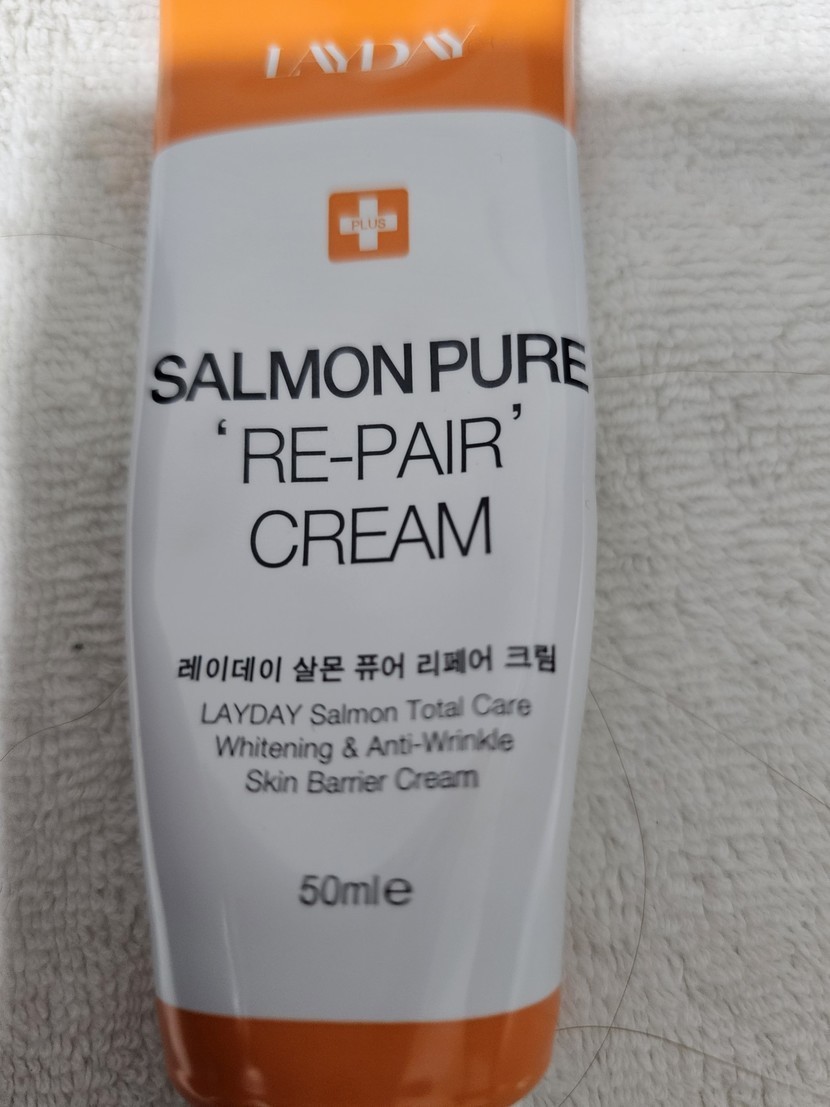 LAYDAY
PLUS
SALMON PURE
‘RE-PAIR’
CREAM
레이데이 살몬 퓨어 리페어 크림
LAYDAY Salmon Total Care
Whitening & Anti-Wrinkle
Skin Barrier Cream
50ml℮